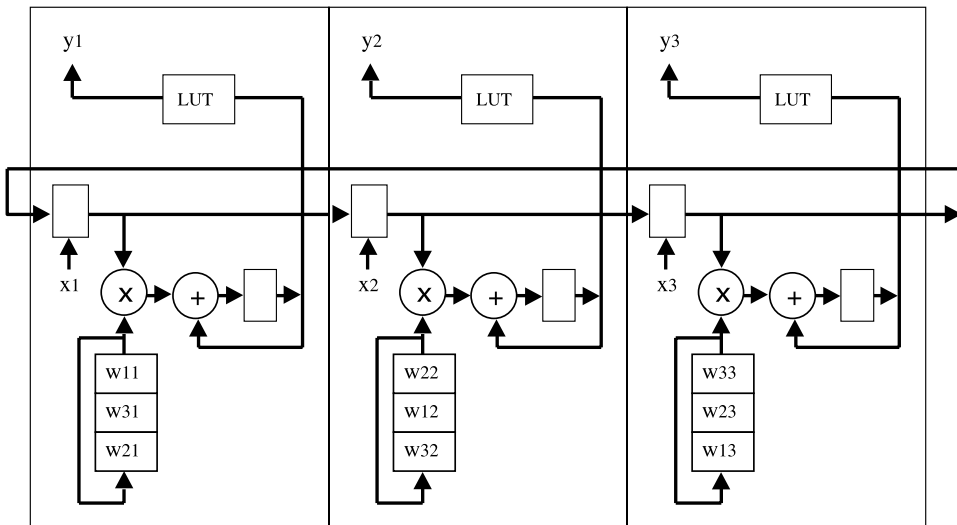 y1 y2 y3
LUT LUT LUT
x1 x2 x3
x + x + x +
w11 w22 w33
w31 w12 w23
w21 w32 w13